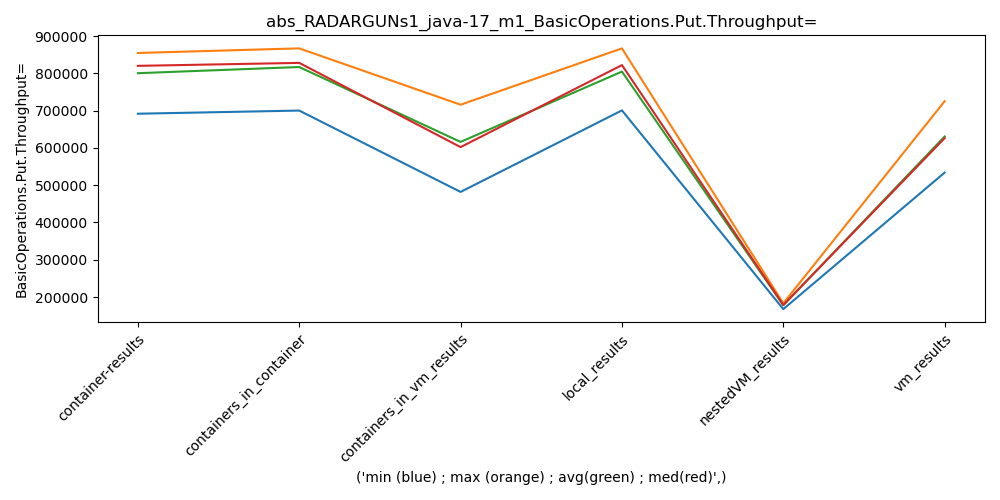 abs_RADARGUNs1_java-17_m1_BasicOperations.Put.Throughput=
BasicOperations.Put.Throughput=
900000
800000
700000
600000
500000
400000
300000
200000
container-results
containers_in_container
containers_in_vm_results
local_results
nestedVM_results
vm_results
('min (blue) ; max (orange) ; avg(green) ; med(red)',)